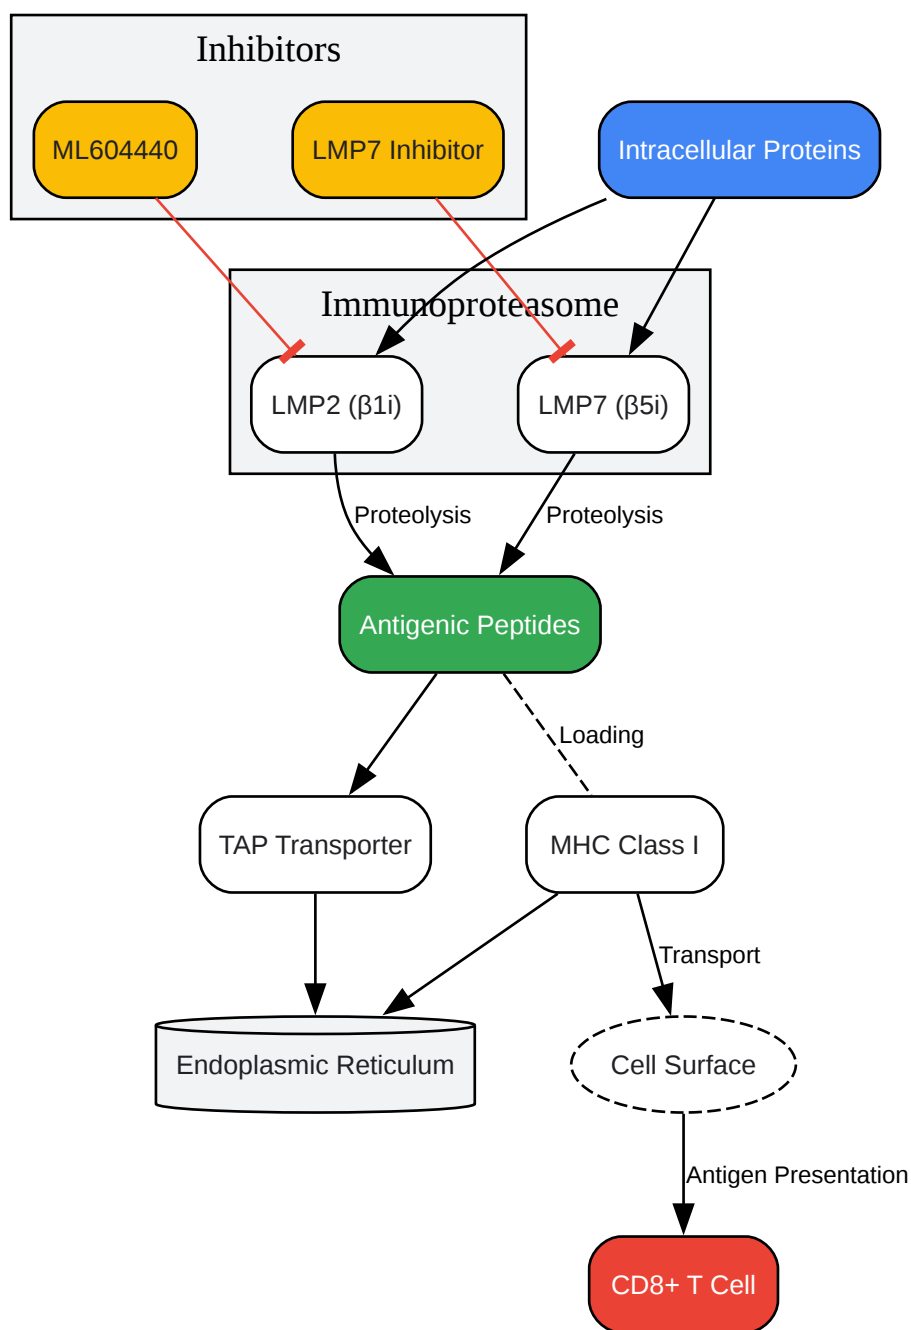 Inhibitors
ML604440
LMP7 Inhibitor
Intracellular Proteins
Immunoproteasome
LMP2 (β1i)
LMP7 (β5i)
Proteolysis
Proteolysis
Antigenic Peptides
Loading
TAP Transporter
MHC Class I
Transport
Endoplasmic Reticulum
Cell Surface
Antigen Presentation
CD8+ T Cell